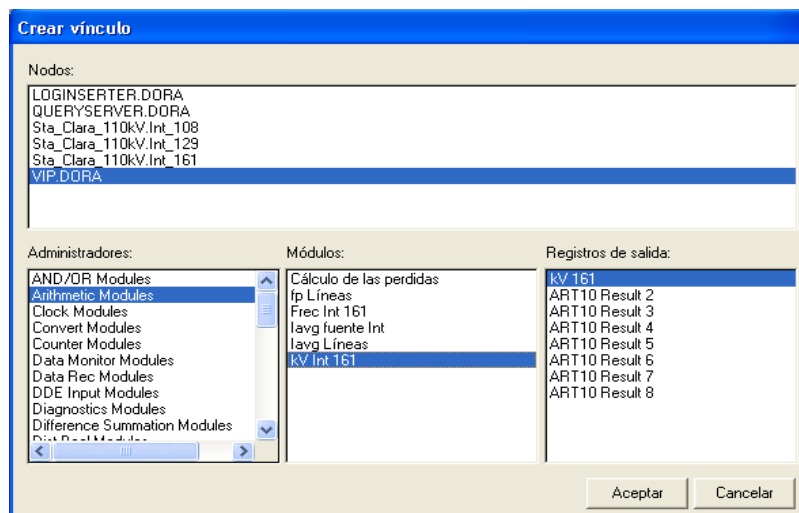 Crear vínculo
Nodos:
LOGINSERTER.DORA
QUERYSERVER.DORA
Sta_Clara_110kV.Int_108
Sta_Clara_110kV.Int_129
Sta_Clara_110kV.Int_161
VIP.DORA
Administradores:
AND/OR Modules
Arithmetic Modules
Clock Modules
Convert Modules
Counter Modules
Data Monitor Modules
Data Rec Modules
DDE Input Modules
Diagnostics Modules
Difference Summation Modules
Módulos:
Cálculo de las perdidas
fp Líneas
Frec Int 161
Iavg fuente Int
Iavg Líneas
kV Int 161
Registros de salida:
kV 161
ART10 Result 2
ART10 Result 3
ART10 Result 4
ART10 Result 5
ART10 Result 6
ART10 Result 7
ART10 Result 8
Aceptar
Cancelar